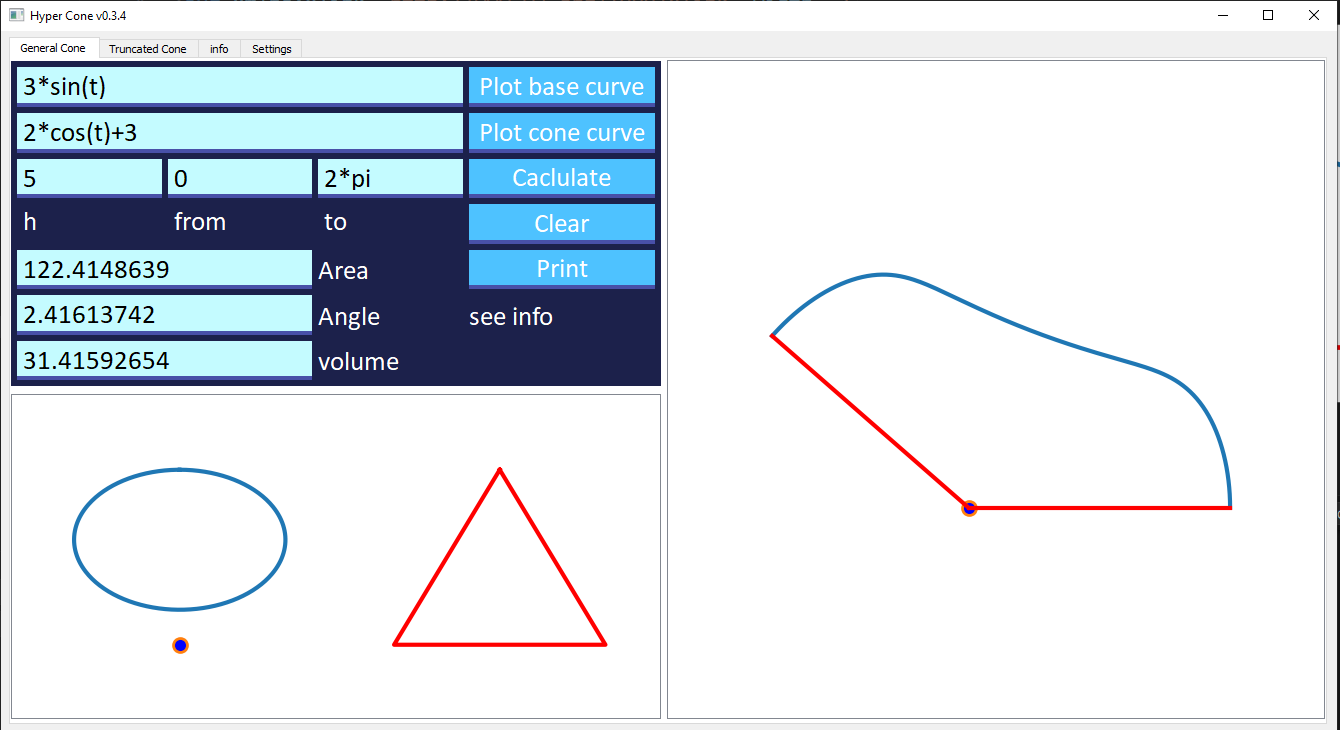 Hyper Cone v0.3.4
General Cone Truncated Cone info Settings
3*sin(t) Plot base curve
2*cos(t)+3 Plot cone curve
5 0 2*pi Caclulate
h from to Clear
122.4148639 Area Print
2.41613742 Angle see info
31.41592654 volume